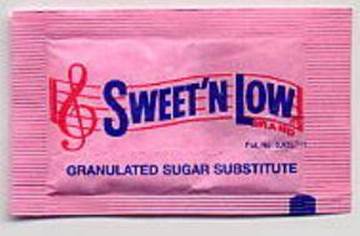 SWEET'N LOW
BRAND
GRANULATED SUGAR SUBSTITUTE